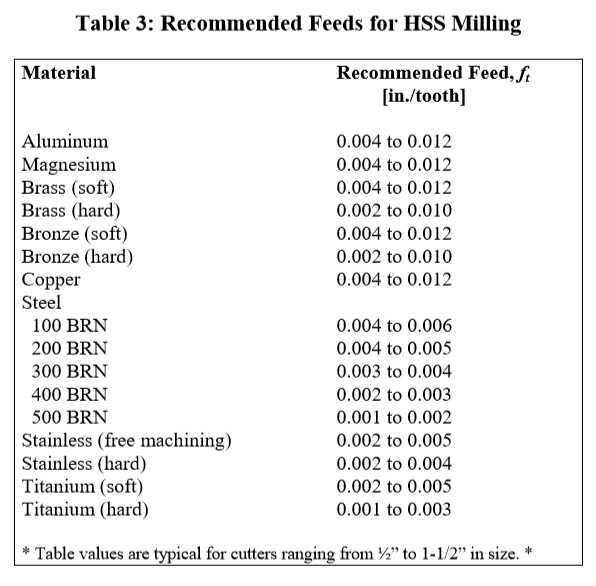 Table 3: Recommended Feeds for HSS Milling
Material Recommended Feed, fₜ
[in./tooth]
Aluminum 0.004 to 0.012
Magnesium 0.004 to 0.012
Brass (soft) 0.004 to 0.012
Brass (hard) 0.002 to 0.010
Bronze (soft) 0.004 to 0.012
Bronze (hard) 0.002 to 0.010
Copper 0.004 to 0.012
Steel
100 BRN 0.004 to 0.006
200 BRN 0.004 to 0.005
300 BRN 0.003 to 0.004
400 BRN 0.002 to 0.003
500 BRN 0.001 to 0.002
Stainless (free machining) 0.002 to 0.005
Stainless (hard) 0.002 to 0.004
Titanium (soft) 0.002 to 0.005
Titanium (hard) 0.001 to 0.003
* Table values are typical for cutters ranging from ½” to 1-1/2” in size. *